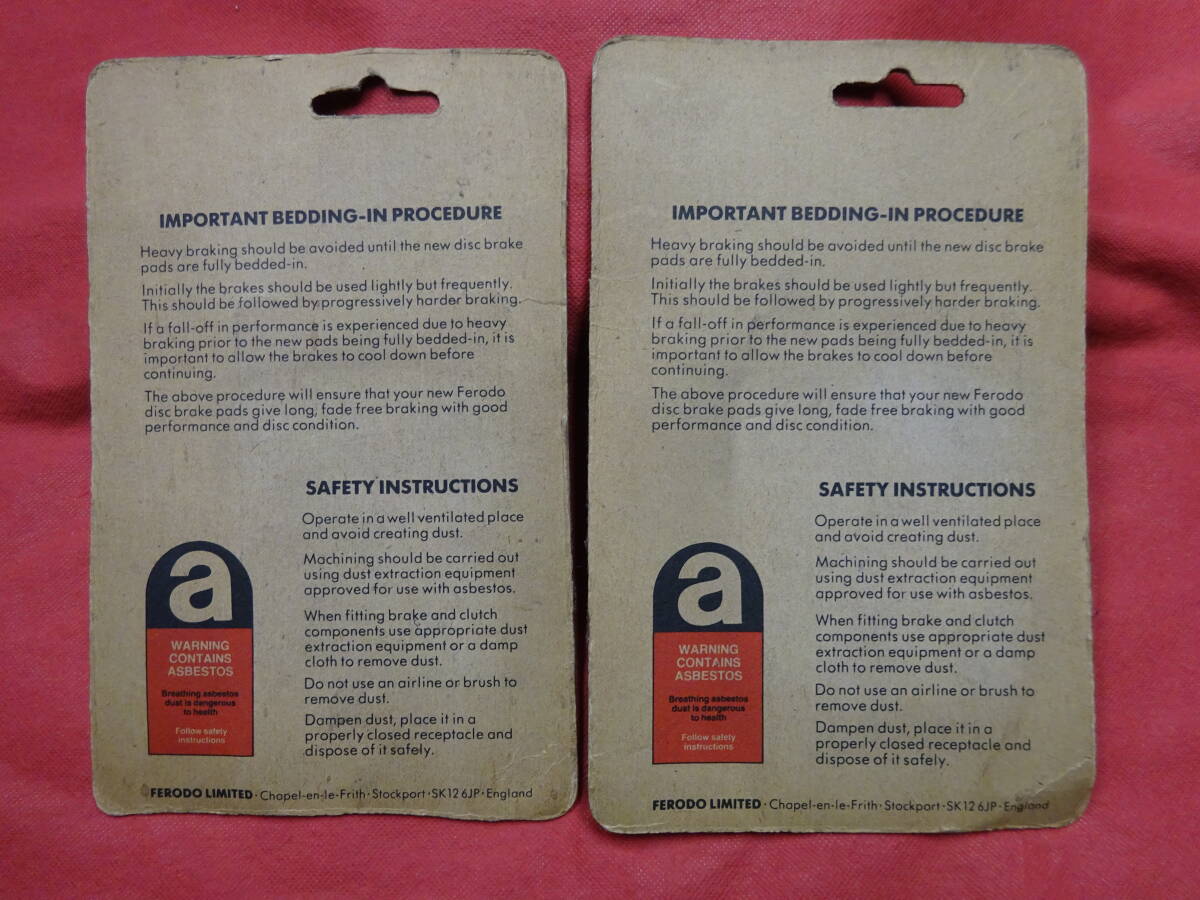 IMPORTANT BEDDING-IN PROCEDURE
Heavy braking should be avoided until the new disc brake
pads are fully bedded-in.
Initially the brakes should be used lightly but frequently.
This should be followed by progressively harder braking.
If a fall-off in performance is experienced due to heavy
braking prior to the new pads being fully bedded-in, it is
important to allow the brakes to cool down before
continuing.
The above procedure will ensure that your new Ferodo
disc brake pads give long, fade free braking with good
performance and disc condition.
SAFETY INSTRUCTIONS
Operate in a well ventilated place
and avoid creating dust.
Machining should be carried out
using dust extraction equipment
approved for use with asbestos.
When fitting brake and clutch
components use appropriate dust
extraction equipment or a damp
cloth to remove dust.
Do not use an airline or brush to
remove dust.
Dampen dust, place it in a
properly closed receptacle and
dispose of it safely.
a
WARNING
CONTAINS
ASBESTOS
Breathing asbestos
dust is dangerous
to health
Follow safety
instructions
FERODO LIMITED · Chapel-en-le-Frith · Stockport · SK12 6JP · England
IMPORTANT BEDDING-IN PROCEDURE
Heavy braking should be avoided until the new disc brake
pads are fully bedded-in.
Initially the brakes should be used lightly but frequently.
This should be followed by progressively harder braking.
If a fall-off in performance is experienced due to heavy
braking prior to the new pads being fully bedded-in, it is
important to allow the brakes to cool down before
continuing.
The above procedure will ensure that your new Ferodo
disc brake pads give long, fade free braking with good
performance and disc condition.
SAFETY INSTRUCTIONS
Operate in a well ventilated place
and avoid creating dust.
Machining should be carried out
using dust extraction equipment
approved for use with asbestos.
When fitting brake and clutch
components use appropriate dust
extraction equipment or a damp
cloth to remove dust.
Do not use an airline or brush to
remove dust.
Dampen dust, place it in a
properly closed receptacle and
dispose of it safely.
a
WARNING
CONTAINS
ASBESTOS
Breathing asbestos
dust is dangerous
to health
Follow safety
instructions
FERODO LIMITED · Chapel-en-le-Frith · Stockport · SK12 6JP · England